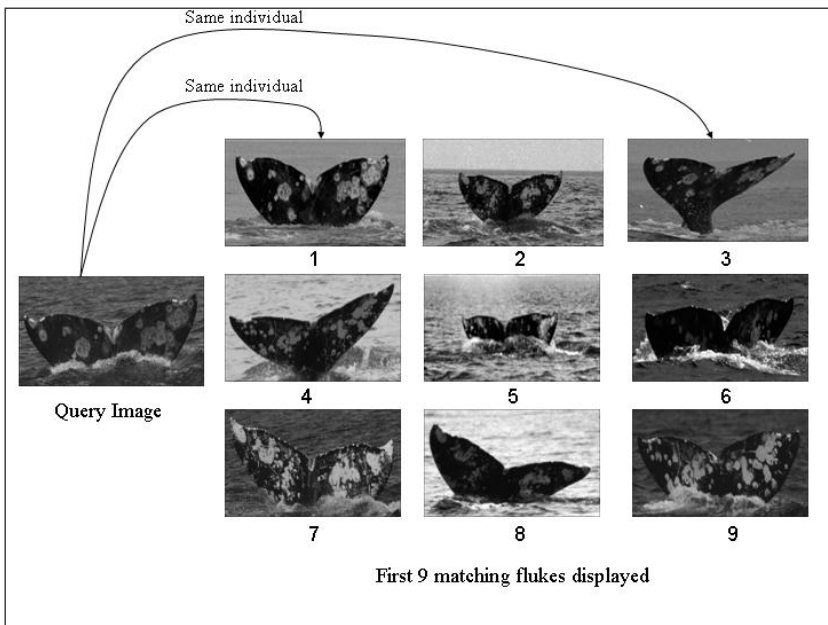 Same individual
Same individual
1
2
3
4
5
6
Query Image
7
8
9
First 9 matching flukes displayed